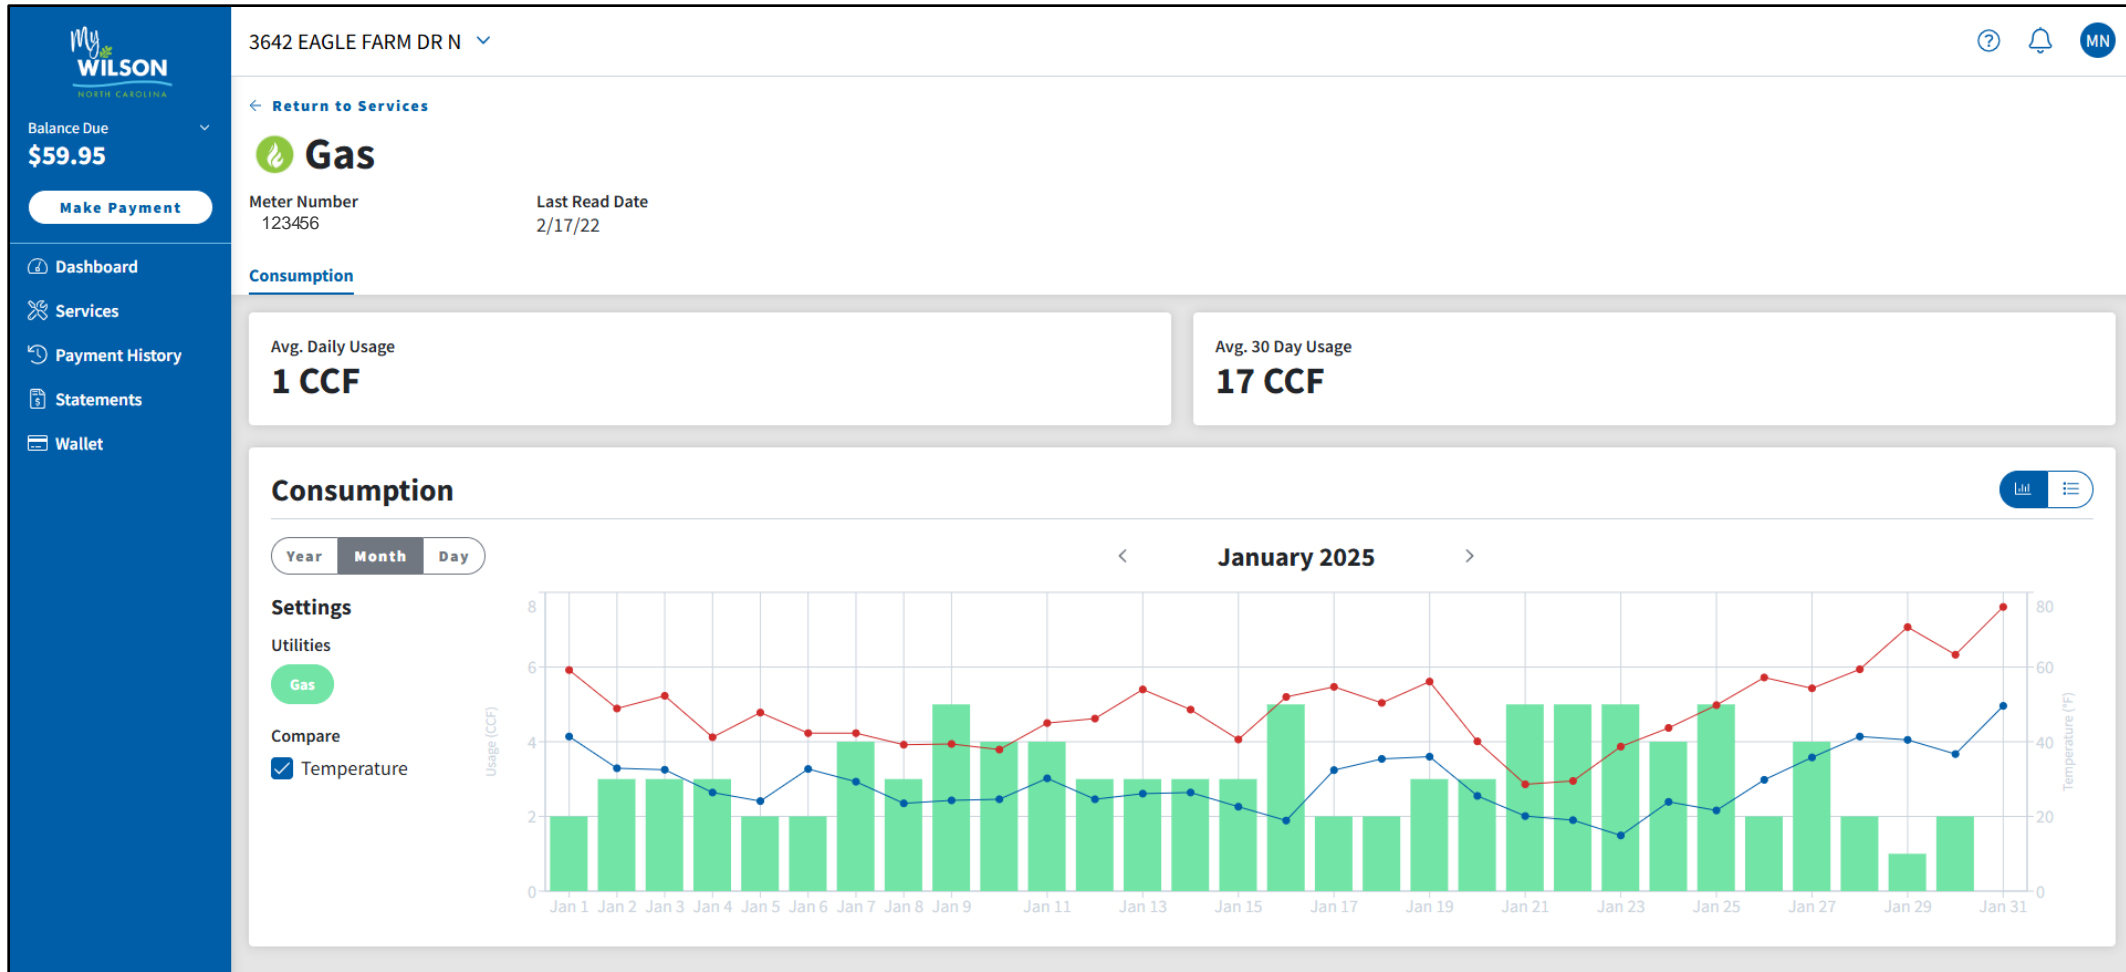 My
WILSON
NORTH CAROLINA
Balance Due
$59.95
Make Payment
Dashboard
Services
Payment History
Statements
Wallet
3642 EAGLE FARM DR N
MN
← Return to Services
Gas
Meter Number Last Read Date
123456 2/17/22
Consumption
Avg. Daily Usage
1 CCF
Avg. 30 Day Usage
17 CCF
Consumption
Year Month Day
January 2025
Settings
Utilities
Gas
Compare
Temperature
Usage (CCF)
8
6
4
2
0
80
60
40
20
0
Temperature (°F)
Jan 1 Jan 2 Jan 3 Jan 4 Jan 5 Jan 6 Jan 7 Jan 8 Jan 9 Jan 11 Jan 13 Jan 15 Jan 17 Jan 19 Jan 21 Jan 23 Jan 25 Jan 27 Jan 29 Jan 31